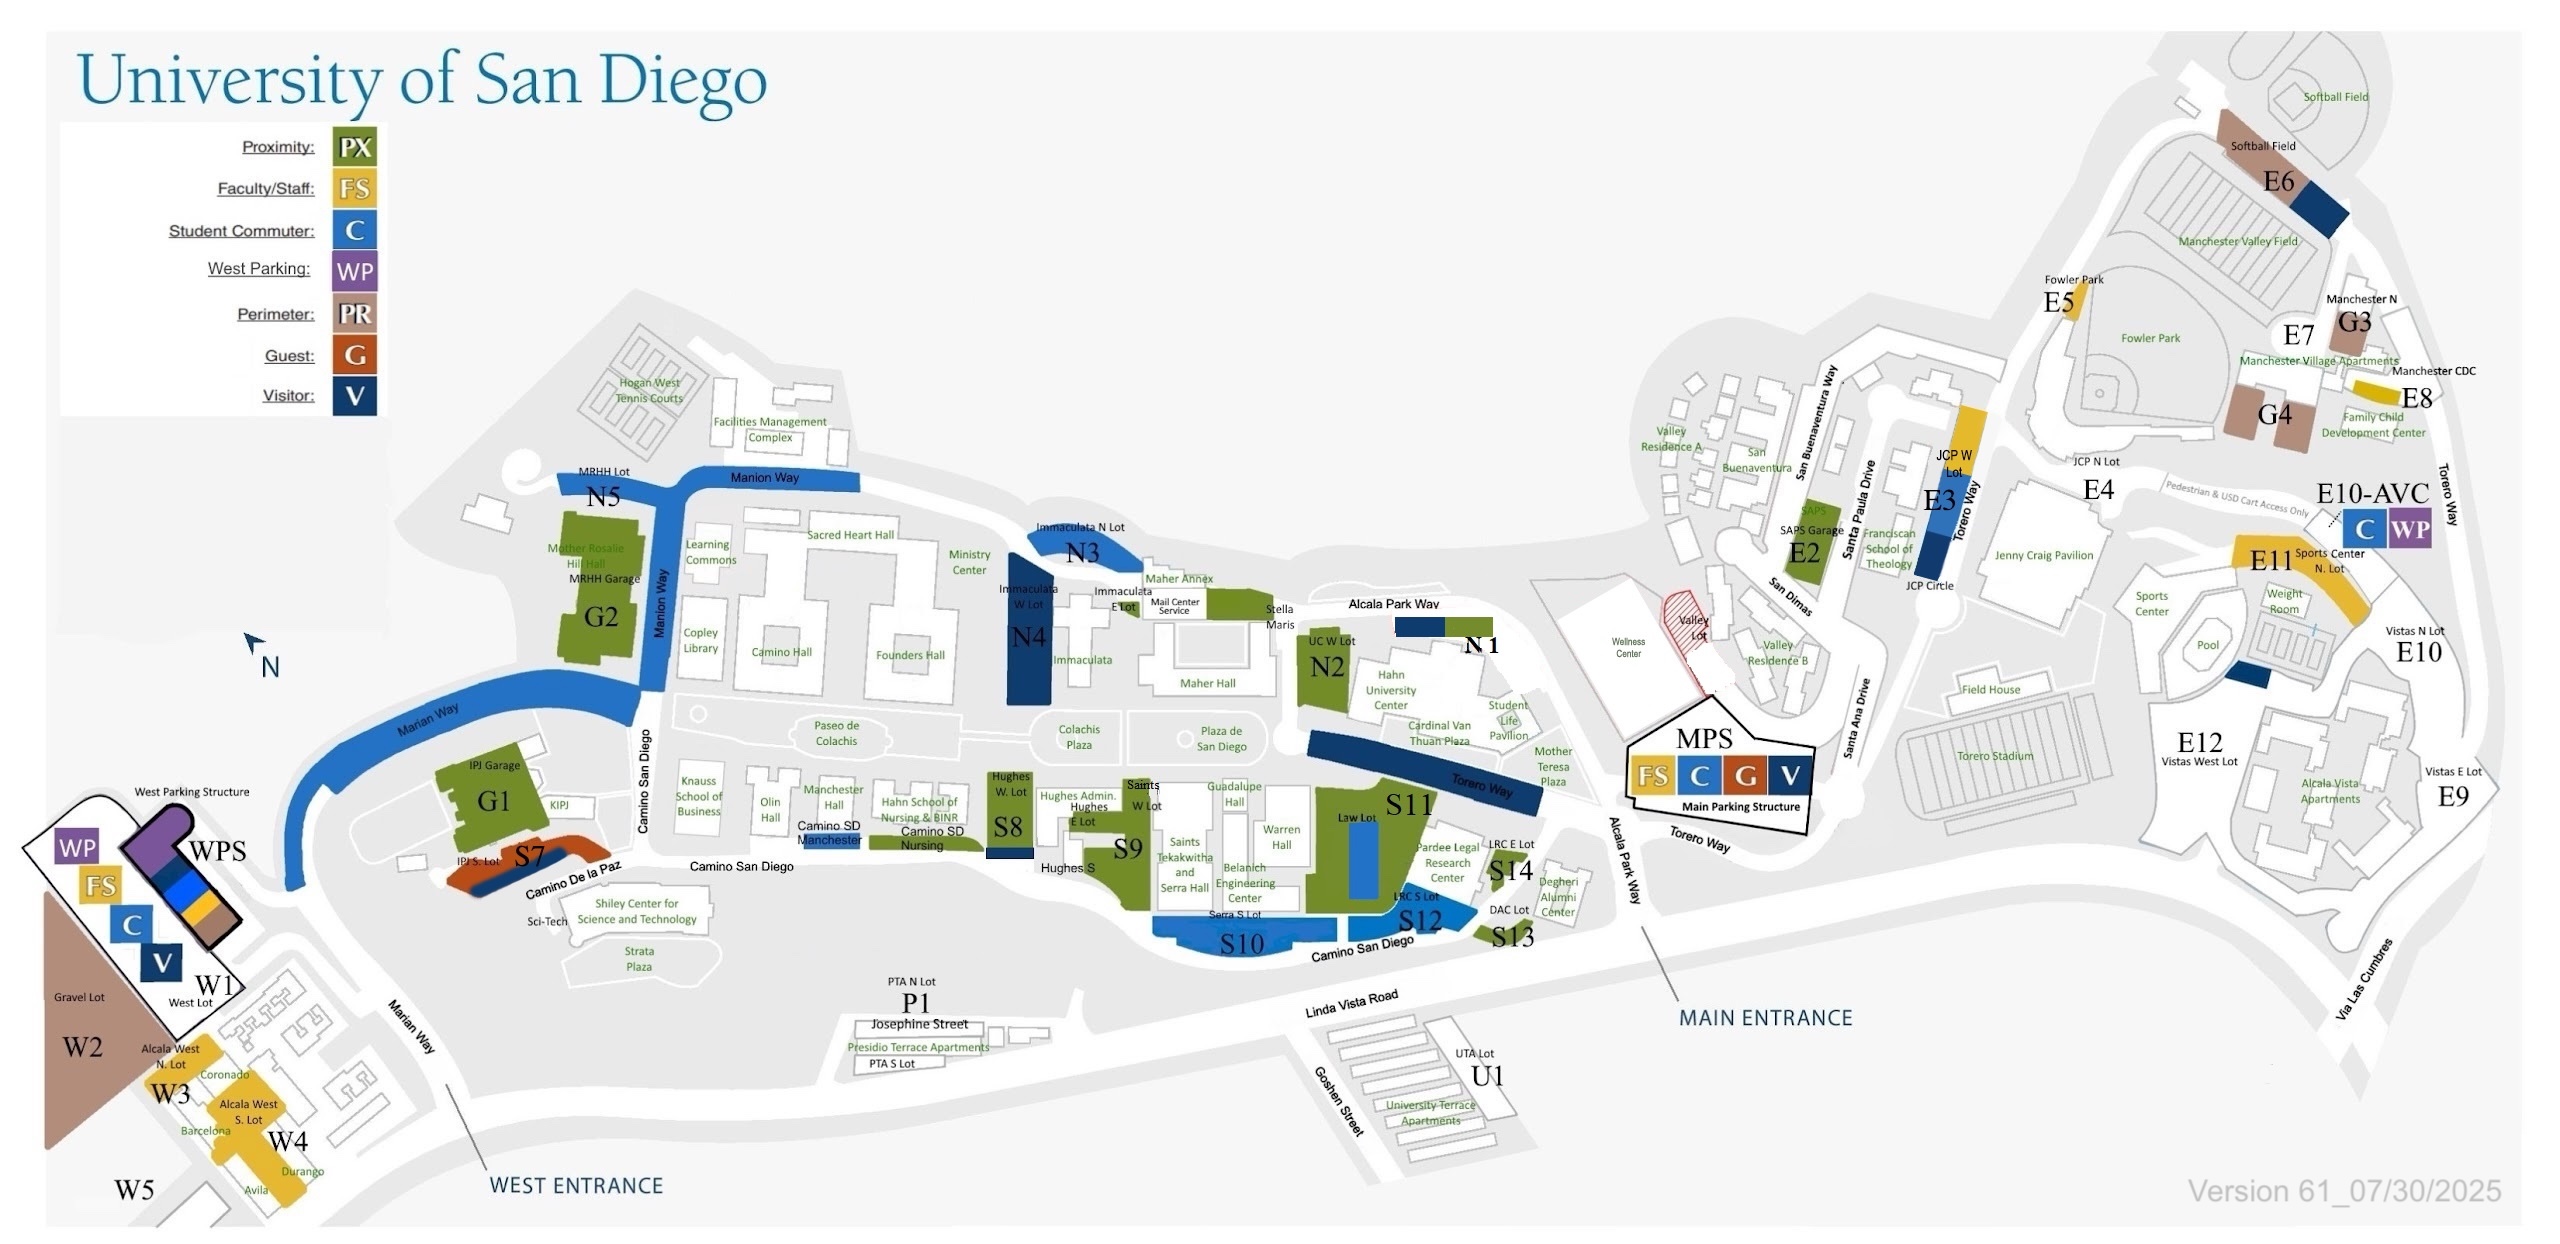 University of San Diego
Proximity: PX
Faculty/Staff: FS
Student Commuter: C
West Parking: WP
Perimeter: PR
Guest: G
Visitor: V
N
Hogan West
Tennis Courts
Facilities Management
Complex
MRHH Lot
N5
Manion Way
Mother Rosalie
Hill Hall
MRHH Garage
G2
Manion Way
Learning
Commons
Sacred Heart Hall
Copley
Library
Camino Hall
Founders Hall
Ministry
Center
Immaculata N Lot
N3
Immaculata
W Lot
N4
Immaculata
E Lot
Immaculata
Maher Annex
Mail Center
Service
Stella
Maris
Maher Hall
Alcala Park Way
N 1
UC W Lot
N2
Hahn
University
Center
Student
Life
Pavilion
Cardinal Van
Thuan Plaza
Mother
Teresa
Plaza
Torero Way
Paseo de
Colachis
Colachis
Plaza
Plaza de
San Diego
Marian Way
Camino San Diego
IPJ Garage
G1
KIPJ
IPJ S. Lot
S7
Camino De la Paz
Knauss
School of
Business
Olin
Hall
Manchester
Hall
Camino SD
Manchester
Hahn School of
Nursing & BINR
Camino SD
Nursing
Camino San Diego
Hughes
W. Lot
S8
Hughes Admin.
Hughes
E Lot
Hughes S
Saints
W Lot
S9
Saints
Tekakwitha
and
Serra Hall
Guadalupe
Hall
Belanich
Engineering
Center
Warren
Hall
Serra S Lot
S10
Law Lot
S11
Pardee Legal
Research
Center
LRC S Lot
S12
Camino San Diego
LRC E Lot
S14
DAC Lot
S13
Degheri
Alumni
Center
Shiley Center for
Science and Technology
Sci-Tech
Strata
Plaza
West Parking Structure
WPS
WP
FS
C
V
W1
West Lot
Gravel Lot
W2
Alcala West
N. Lot
W3
Coronado
Alcala West
S. Lot
W4
Barcelona
Durango
Avila
W5
Marian Way
WEST ENTRANCE
PTA N Lot
P1
Josephine Street
Presidio Terrace Apartments
PTA S Lot
Linda Vista Road
Goshen Street
UTA Lot
U1
University Terrace
Apartments
MAIN ENTRANCE
Alcala Park Way
Torero Way
Wellness
Center
Valley
Lot
MPS
FS C G V
Main Parking Structure
Valley
Residence A
San
Buenaventura
San Buenaventura Way
SAPS
SAPS Garage
E2
Santa Paula Drive
San Dimas
Valley
Residence B
Santa Ana Drive
Franciscan
School of
Theology
JCP W
Lot
E3
Torero Way
JCP Circle
Jenny Craig Pavilion
JCP N Lot
E4
Pedestrian & USD Cart Access Only
Fowler Park
E5
Fowler Park
Softball Field
Softball Field
E6
Manchester Valley Field
Manchester N
G3
E7
Manchester Village Apartments
Manchester CDC
E8
G4
Family Child
Development Center
Torero Way
E10-AVC
C WP
Sports Center
N. Lot
E11
Sports
Center
Weight
Room
Pool
Vistas N Lot
E10
Field House
Torero Stadium
E12
Vistas West Lot
Alcala Vista
Apartments
Vistas E Lot
E9
Via Las Cumbres
Version 61_07/30/2025